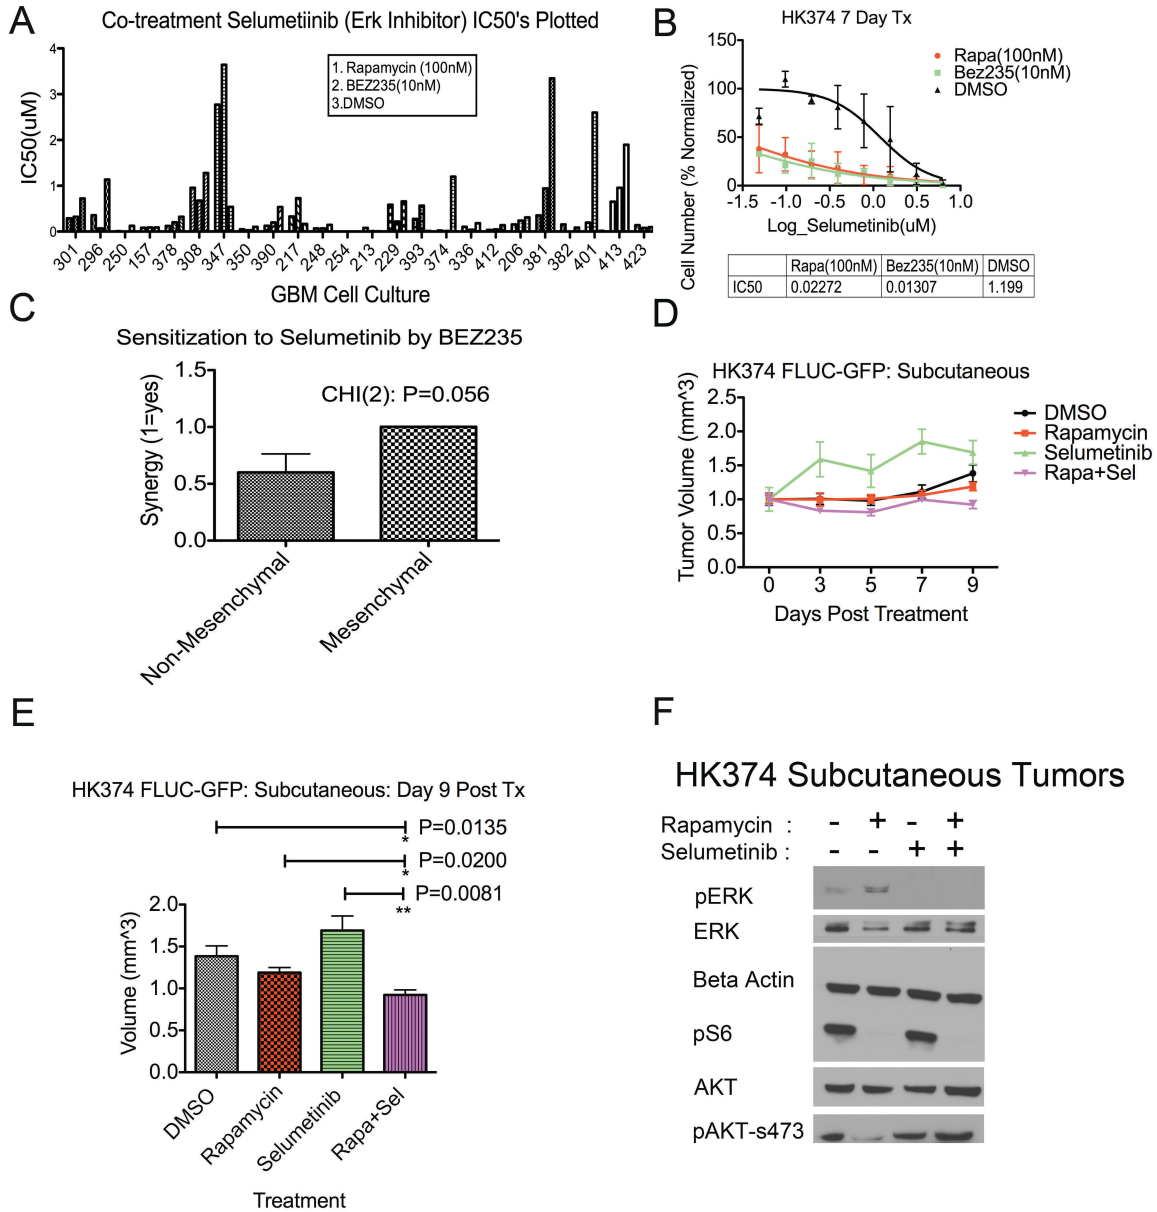 A
Co-treatment Selumetiinib (Erk Inhibitor) IC50's Plotted
1. Rapamycin (100nM)
2. BEZ235(10nM)
3.DMSO
IC50(uM)
4
3
2
1
0
301 296 250 157 378 308 347 350 390 217 248 254 213 229 393 374 336 412 206 381 382 401 413 423
GBM Cell Culture
B
HK374 7 Day Tx
Rapa(100nM)
Bez235(10nM)
DMSO
Cell Number (% Normalized)
150
100
50
0
-1.5 -1.0 -0.5 0.0 0.5 1.0
Log_Selumetinib(uM)
Rapa(100nM) Bez235(10nM) DMSO
IC50 0.02272 0.01307 1.199
C
Sensitization to Selumetinib by BEZ235
CHI(2): P=0.056
Synergy (1=yes)
1.5
1.0
0.5
0.0
Non-Mesenchymal
Mesenchymal
D
HK374 FLUC-GFP: Subcutaneous
DMSO
Rapamycin
Selumetinib
Rapa+Sel
Tumor Volume (mm^3)
2.5
2.0
1.5
1.0
0.5
0.0
0 3 5 7 9
Days Post Treatment
E
HK374 FLUC-GFP: Subcutaneous: Day 9 Post Tx
P=0.0135
*
P=0.0200
*
P=0.0081
**
Volume (mm^3)
2.0
1.5
1.0
0.5
0.0
DMSO
Rapamycin
Selumetinib
Rapa+Sel
Treatment
F
HK374 Subcutaneous Tumors
Rapamycin : - + - +
Selumetinib : - - + +
pERK
ERK
Beta Actin
pS6
AKT
pAKT-s473